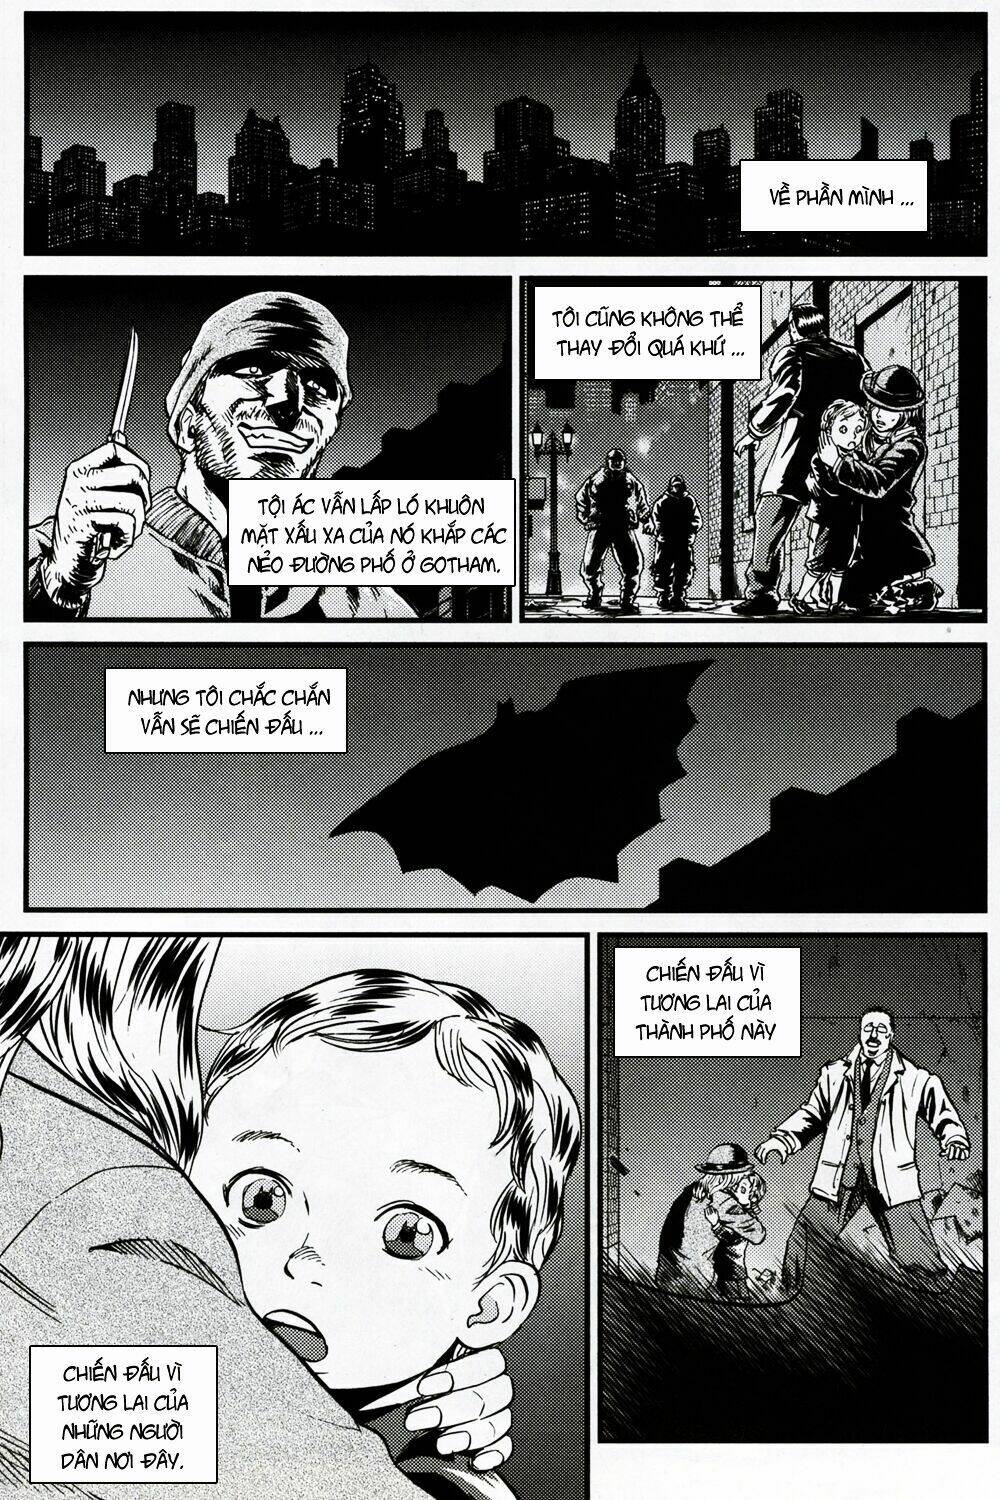 VỀ PHẦN MÌNH ...
TỘI ÁC VẪN LẤP LÓ KHUÔN
MẶT XẤU XA CỦA NÓ KHẮP CÁC
NẺO ĐƯỜNG PHỐ Ở GOTHAM.
TÔI CŨNG KHÔNG THỂ
THAY ĐỔI QUÁ KHỨ ...
NHƯNG TÔI CHẮC CHẮN
VẪN SẼ CHIẾN ĐẤU ...
CHIẾN ĐẤU VÌ
TƯƠNG LAI CỦA
THÀNH PHỐ NÀY
CHIẾN ĐẤU VÌ
TƯƠNG LAI CỦA
NHỮNG NGƯỜI
DÂN NƠI ĐÂY.